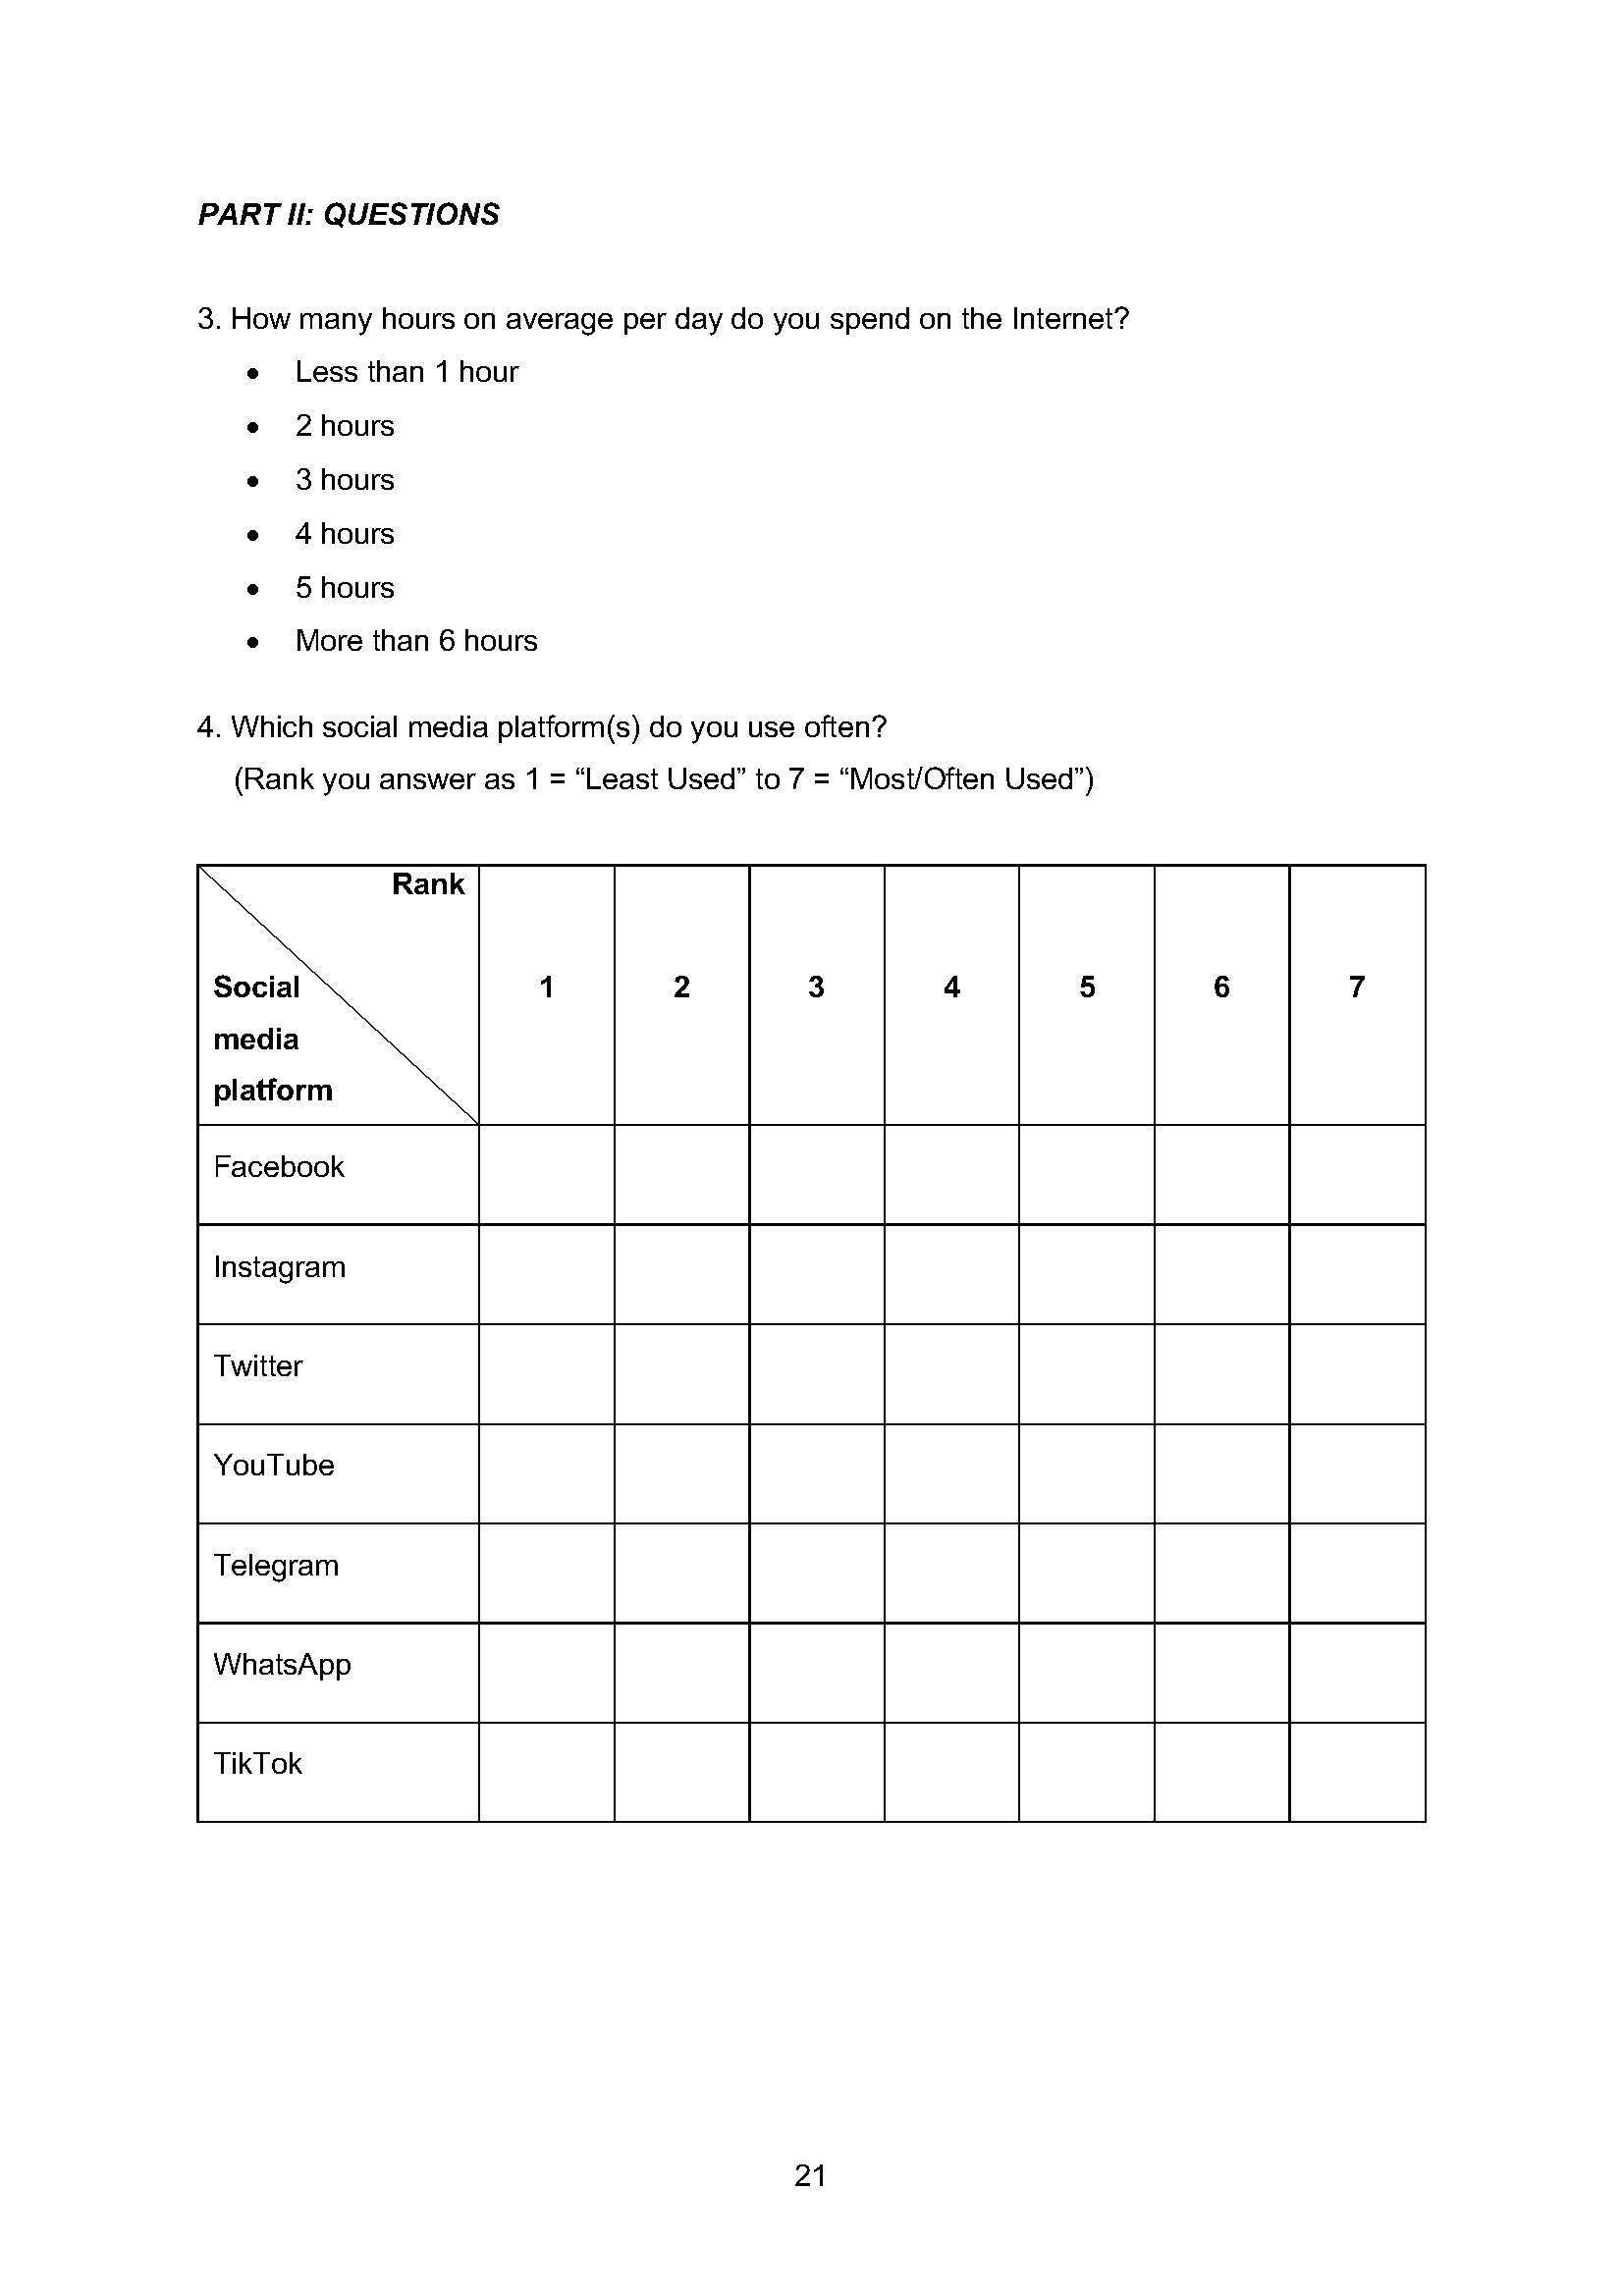 PART II: QUESTIONS
3. How many hours on average per day do you spend on the Internet?
• Less than 1 hour
• 2 hours
• 3 hours
• 4 hours
• 5 hours
• More than 6 hours
4. Which social media platform(s) do you use often?
(Rank you answer as 1 = “Least Used” to 7 = “Most/Often Used”)
Rank
Social
media
platform
1 2 3 4 5 6 7
Facebook
Instagram
Twitter
YouTube
Telegram
WhatsApp
TikTok
21